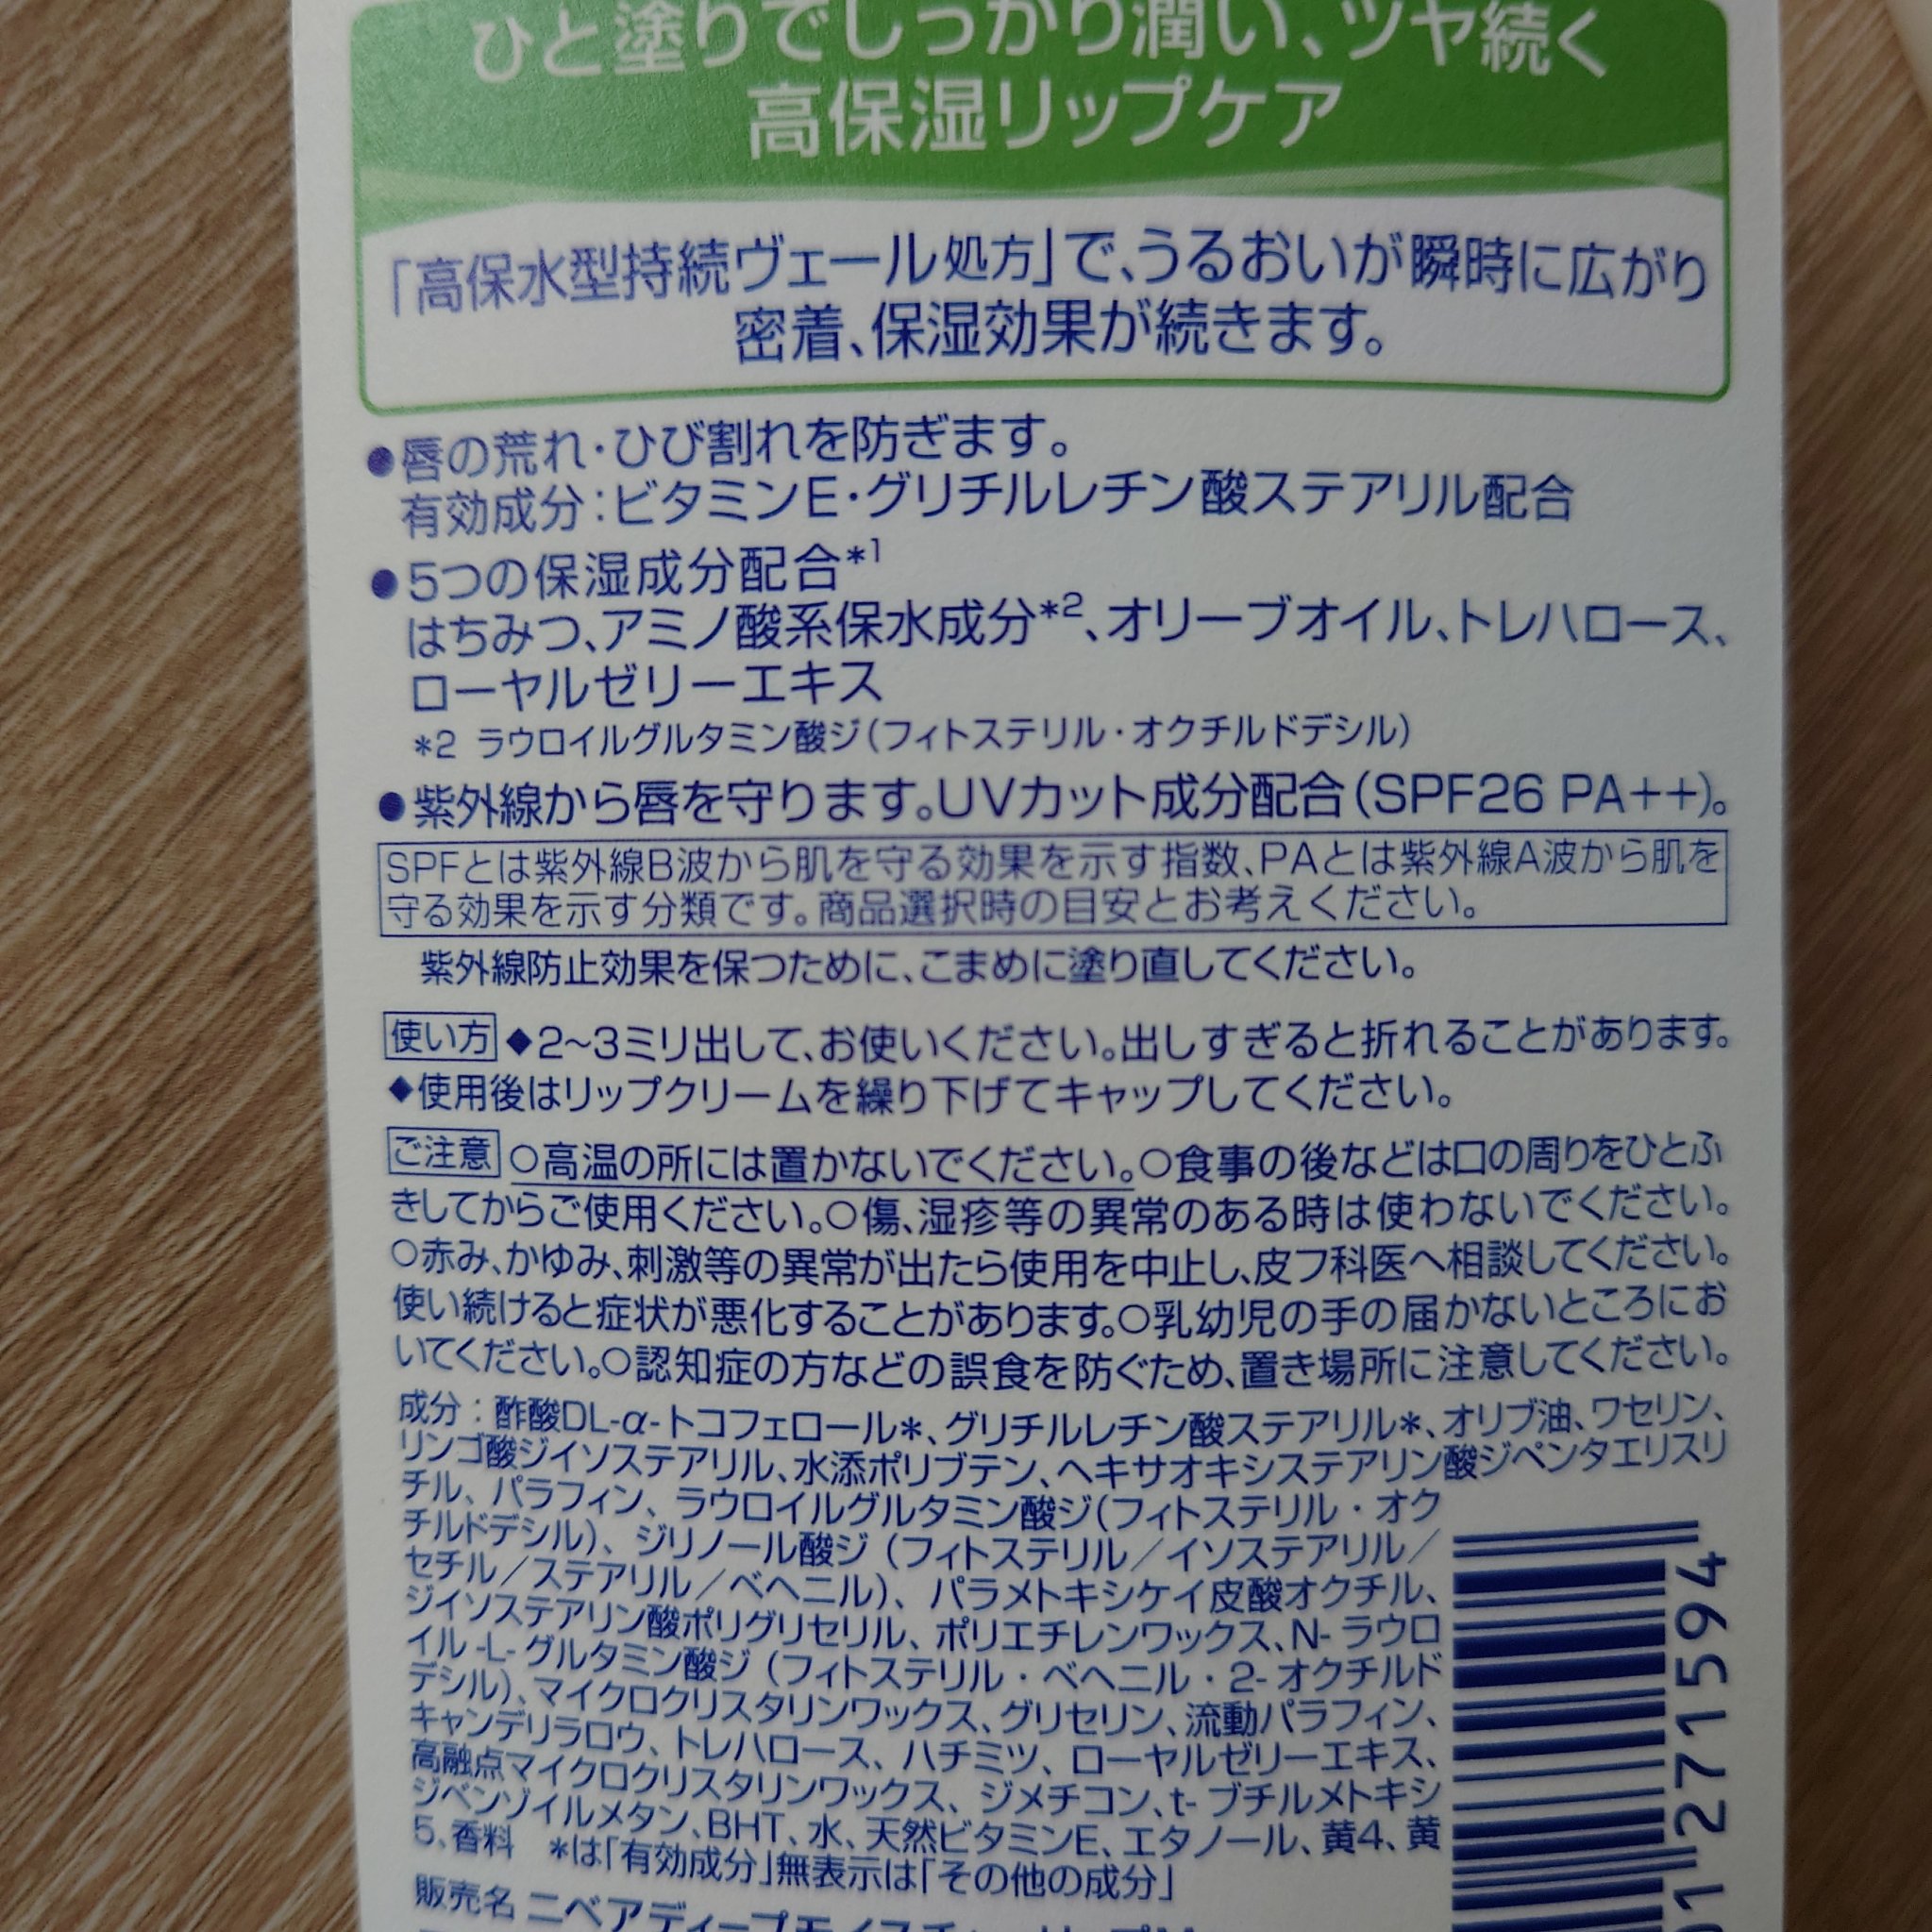 ひと塗りでしっかり潤い、ツヤ続く
高保湿リップケア
「高保水型持続ヴェール処方」で、うるおいが瞬時に広がり
密着、保湿効果が続きます。
●唇の荒れ・ひび割れを防ぎます。
有効成分：ビタミンE・グリチルレチン酸ステアリル配合
●5つの保湿成分配合*1
はちみつ、アミノ酸系保水成分*2、オリーブオイル、トレハロース、
ローヤルゼリーエキス
*2 ラウロイルグルタミン酸ジ(フィトステリル・オクチルドデシル)
●紫外線から唇を守ります。UVカット成分配合(SPF26 PA++)。
SPFとは紫外線B波から肌を守る効果を示す指数、PAとは紫外線A波から肌を
守る効果を示す分類です。商品選択時の目安とお考えください。
紫外線防止効果を保つために、こまめに塗り直してください。
使い方 ◆2~3ミリ出して、お使いください。出しすぎると折れることがあります。
◆使用後はリップクリームを繰り下げてキャップしてください。
ご注意 ○高温の所には置かないでください。○食事の後などは口の周りをひとふ
きしてからご使用ください。○傷、湿疹等の異常のある時は使わないでください。
○赤み、かゆみ、刺激等の異常が出たら使用を中止し、皮フ科医へ相談してください。
使い続けると症状が悪化することがあります。○乳幼児の手の届かないところにお
いてください。○認知症の方などの誤食を防ぐため、置き場所に注意してください。
成分：酢酸DL-α-トコフェロール*、グリチルレチン酸ステアリル*、オリブ油、ワセリン、
リンゴ酸ジイソステアリル、水添ポリブテン、ヘキサオキシステアリン酸ジペンタエリスリ
チル、パラフィン、ラウロイルグルタミン酸ジ(フィトステリル・オク
チルドデシル)、ジリノール酸ジ(フィトステリル/イソステアリル/
セチル/ステアリル/ベヘニル)、パラメトキシケイ皮酸オクチル、
ジイソステアリン酸ポリグリセリル、ポリエチレンワックス、N-ラウロ
イル-L-グルタミン酸ジ(フィトステリル・ベヘニル・2-オクチルド
デシル)、マイクロクリスタリンワックス、グリセリン、流動パラフィン、
キャンデリラロウ、トレハロース、ハチミツ、ローヤルゼリーエキス、
高融点マイクロクリスタリンワックス、ジメチコン、t-ブチルメトキシ
ジベンゾイルメタン、BHT、水、天然ビタミンE、エタノール、黄4、黄
5、香料 *は「有効成分」無表示は「その他の成分」
販売名 ニベアディープモイスチャーリップM
01 271594